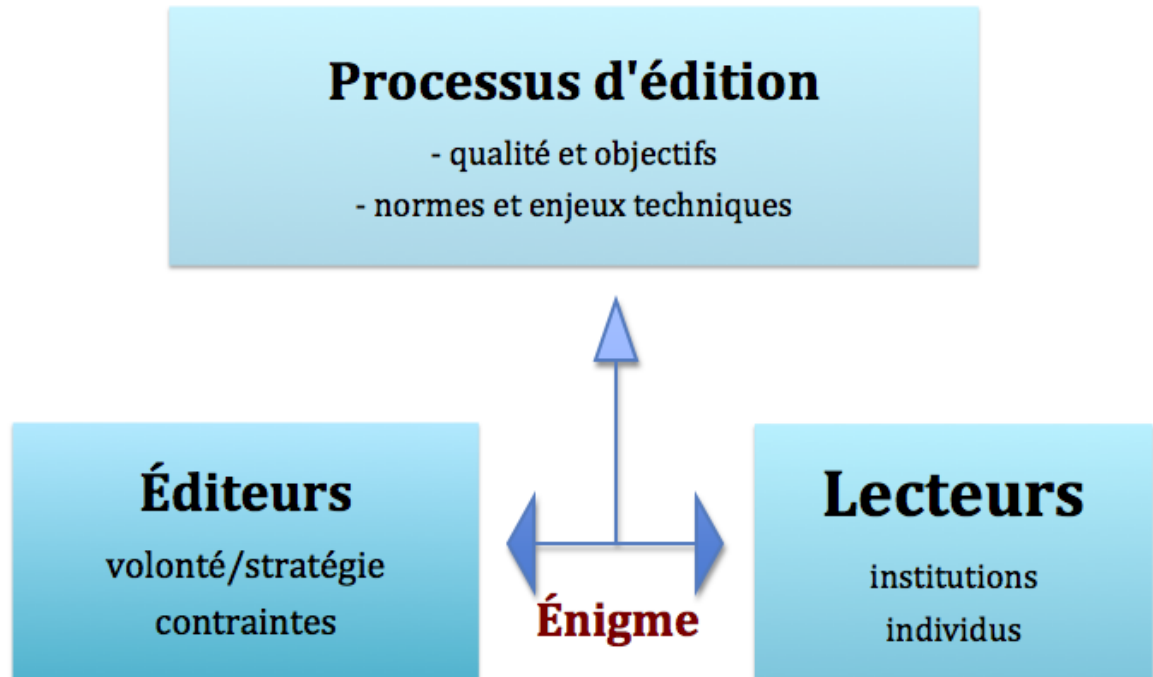 Processus d'édition
- qualité et objectifs
- normes et enjeux techniques
Éditeurs
volonté/stratégie
contraintes
Énigme
Lecteurs
institutions
individus